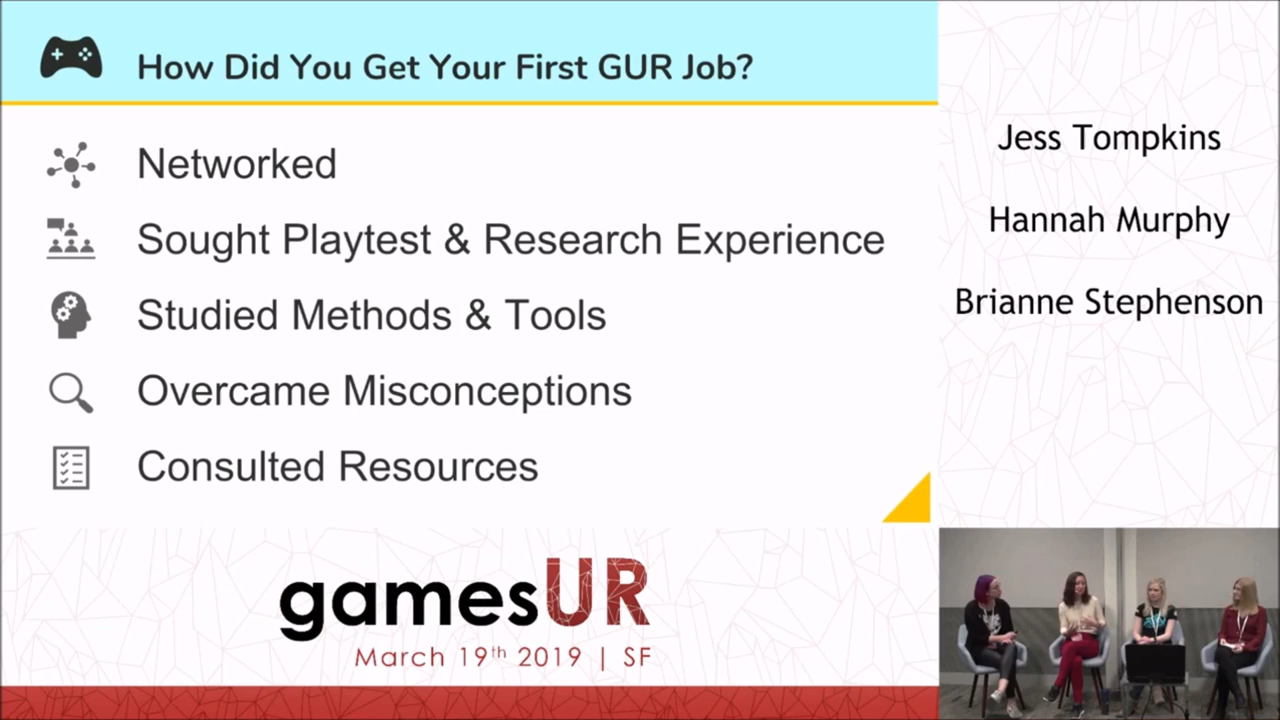 How Did You Get Your First GUR Job?
Networked
Sought Playtest & Research Experience
Studied Methods & Tools
Overcame Misconceptions
Consulted Resources
Jess Tompkins
Hannah Murphy
Brianne Stephenson
gamesUR
March 19th 2019 | SF